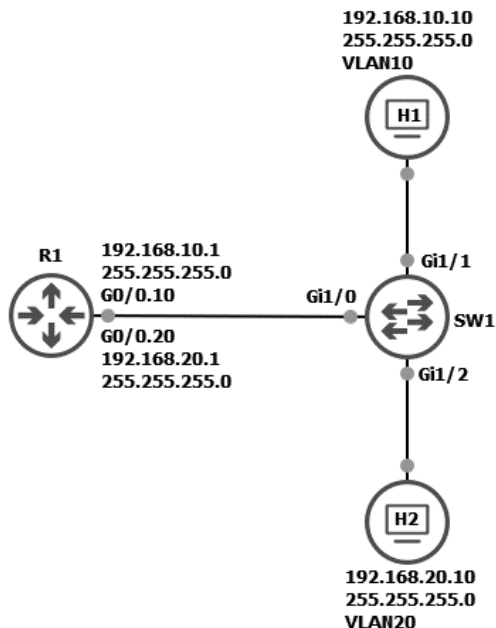 192.168.10.10
255.255.255.0
VLAN10
H1
R1
192.168.10.1
255.255.255.0
G0/0.10
Gi1/0
Gi1/1
SW1
G0/0.20
192.168.20.1
255.255.255.0
Gi1/2
H2
192.168.20.10
255.255.255.0
VLAN20